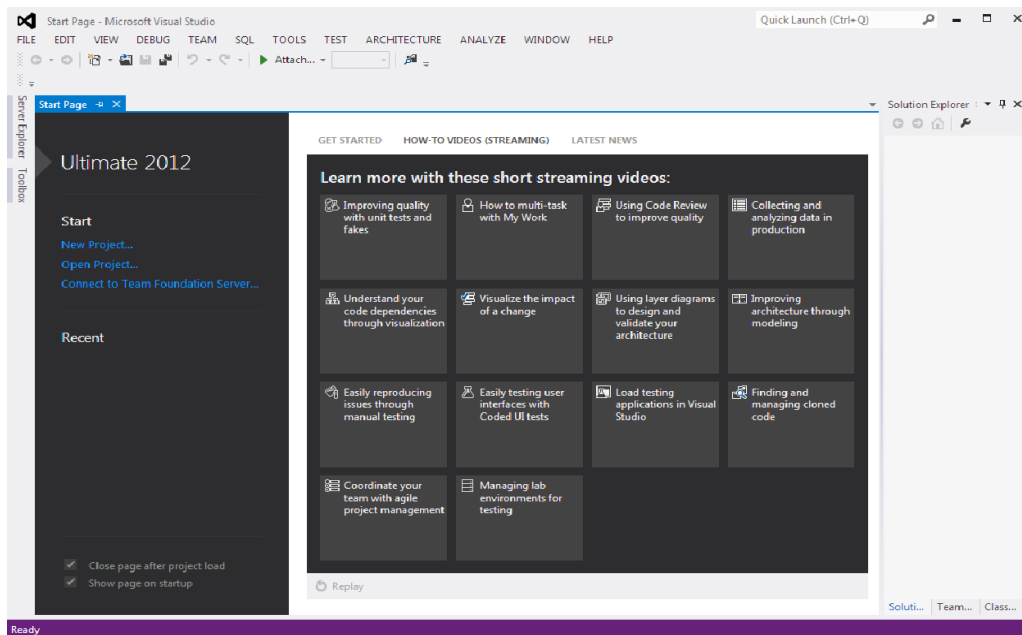 Start Page - Microsoft Visual Studio
Quick Launch (Ctrl+Q)
FILE EDIT VIEW DEBUG TEAM SQL TOOLS TEST ARCHITECTURE ANALYZE WINDOW HELP
Attach...
Server Explorer
Toolbox
Start Page
Ultimate 2012
Start
New Project...
Open Project...
Connect to Team Foundation Server...
Recent
Close page after project load
Show page on startup
GET STARTED HOW-TO VIDEOS (STREAMING) LATEST NEWS
Learn more with these short streaming videos:
Improving quality
with unit tests and
fakes
How to multi-task
with My Work
Using Code Review
to improve quality
Collecting and
analyzing data in
production
Understand your
code dependencies
through visualization
Visualize the impact
of a change
Using layer diagrams
to design and
validate your
architecture
Improving
architecture through
modeling
Easily reproducing
issues through
manual testing
Easily testing user
interfaces with
Coded UI tests
Load testing
applications in Visual
Studio
Finding and
managing cloned
code
Coordinate your
team with agile
project management
Managing lab
environments for
testing
Replay
Solution Explorer
Soluti... Team... Class...
Ready